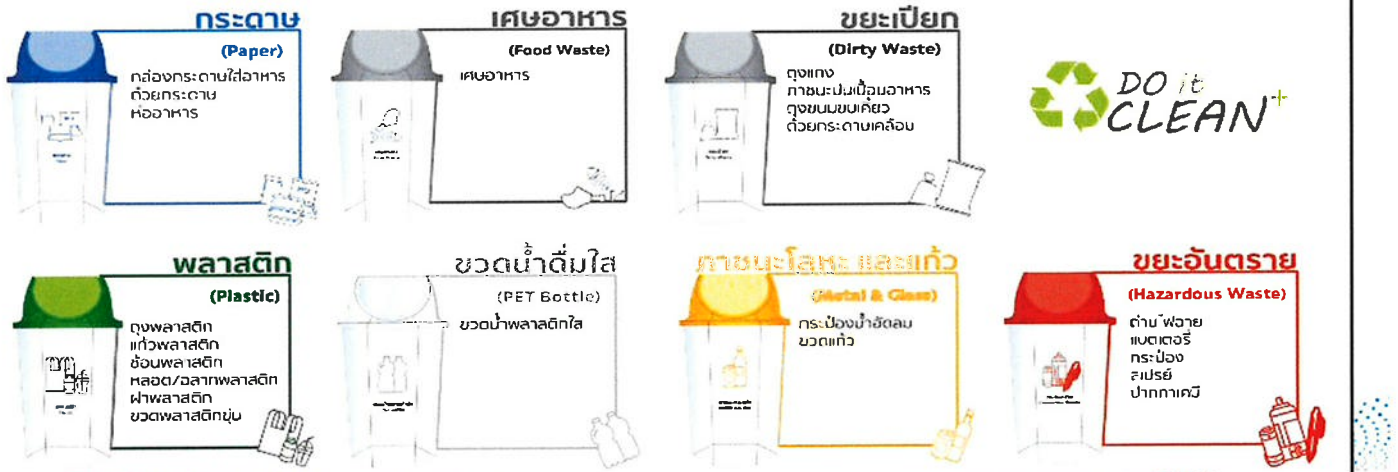 กระดาษ
(Paper)
กล่องกระดาษใส่อาหาร
ถ้วยกระดาษ
ห่ออาหาร
เศษอาหาร
(Food Waste)
เศษอาหาร
ขยะเปียก
(Dirty Waste)
ถุงแกง
ภาชนะปนเปื้อนอาหาร
ถุงขนมขบเคี้ยว
ถ้วยกระดาษเคลือบ
DO it
CLEAN+
พลาสติก
(Plastic)
ถุงพลาสติก
แก้วพลาสติก
ช้อนพลาสติก
หลอด/ฉลากพลาสติก
ฝาพลาสติก
ขวดพลาสติกขุ่น
ขวดน้ำดื่มใส
(PET Bottle)
ขวดน้ำพลาสติกใส
ภาชนะโลหะ และแก้ว
(Metal & Glass)
กระป๋องน้ำอัดลม
ขวดแก้ว
ขยะอันตราย
(Hazardous Waste)
ถ่านไฟฉาย
แบตเตอรี่
กระป๋อง
สเปรย์
ปากกาเคมี